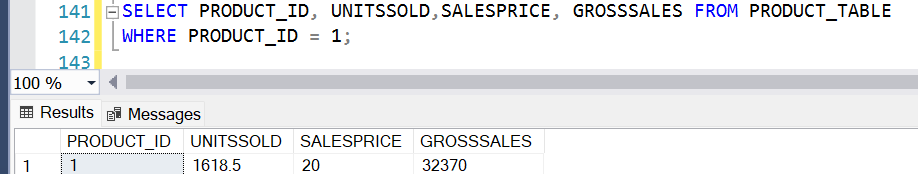 141 SELECT PRODUCT_ID, UNITSSOLD,SALESPRICE, GROSSSALES FROM PRODUCT_TABLE
142 WHERE PRODUCT_ID = 1;
143
100 %
Results Messages
PRODUCT_ID UNITSSOLD SALESPRICE GROSSSALES
1 1 1618.5 20 32370